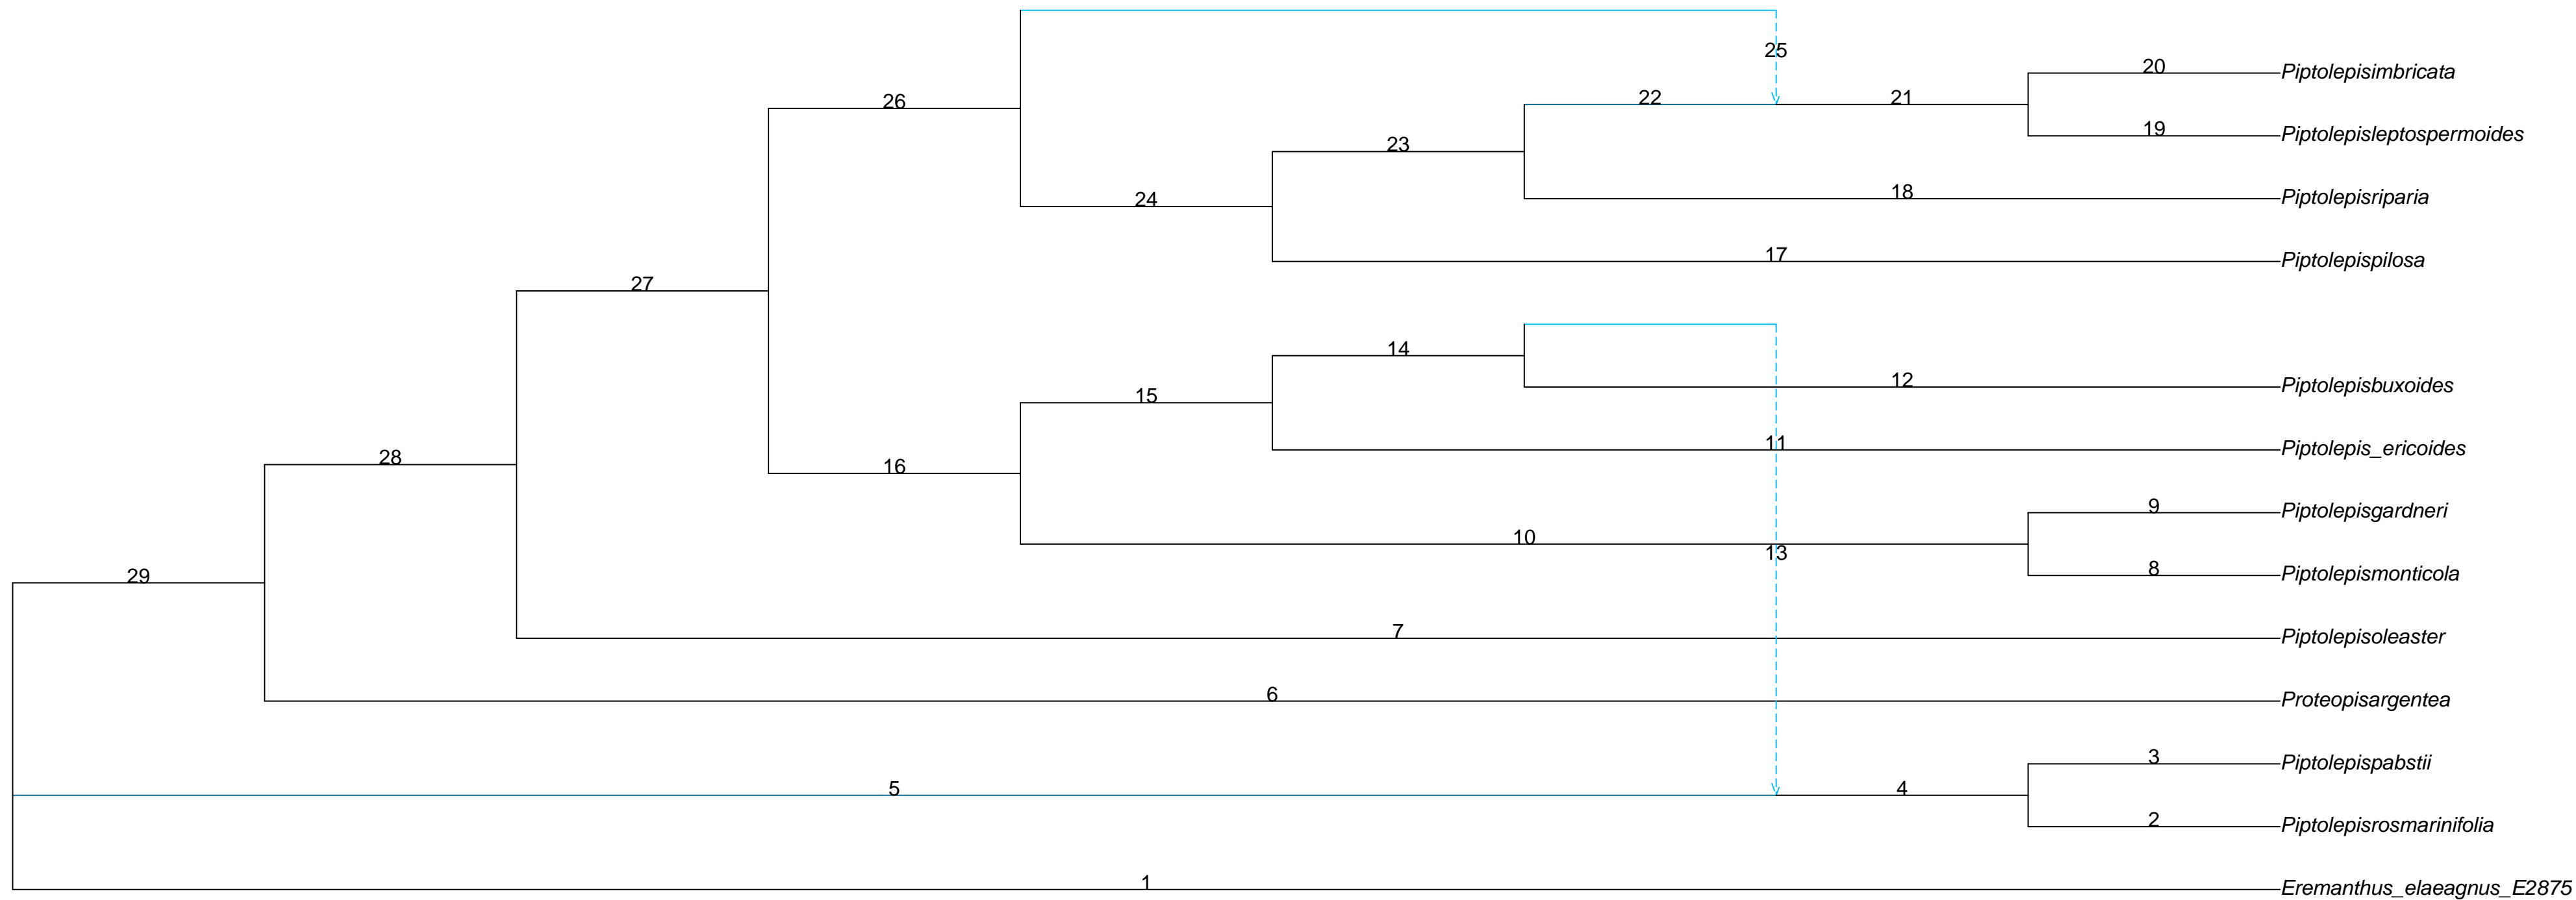 25
20
Piptolepisimbricata
26
22
21
19
Piptolepisleptospermoides
23
24
18
Piptolepisriparia
17
Piptolepispilosa
27
14
15
12
Piptolepisbuxoides
28
16
11
Piptolepis_ericoides
9
Piptolepisgardneri
10
13
29
8
Piptolepismonticola
7
Piptolepisoleaster
6
Proteopisargentea
3
Piptolepispabstii
5
4
2
Piptolepisrosmarinifolia
1
Eremanthus_elaeagnus_E2875